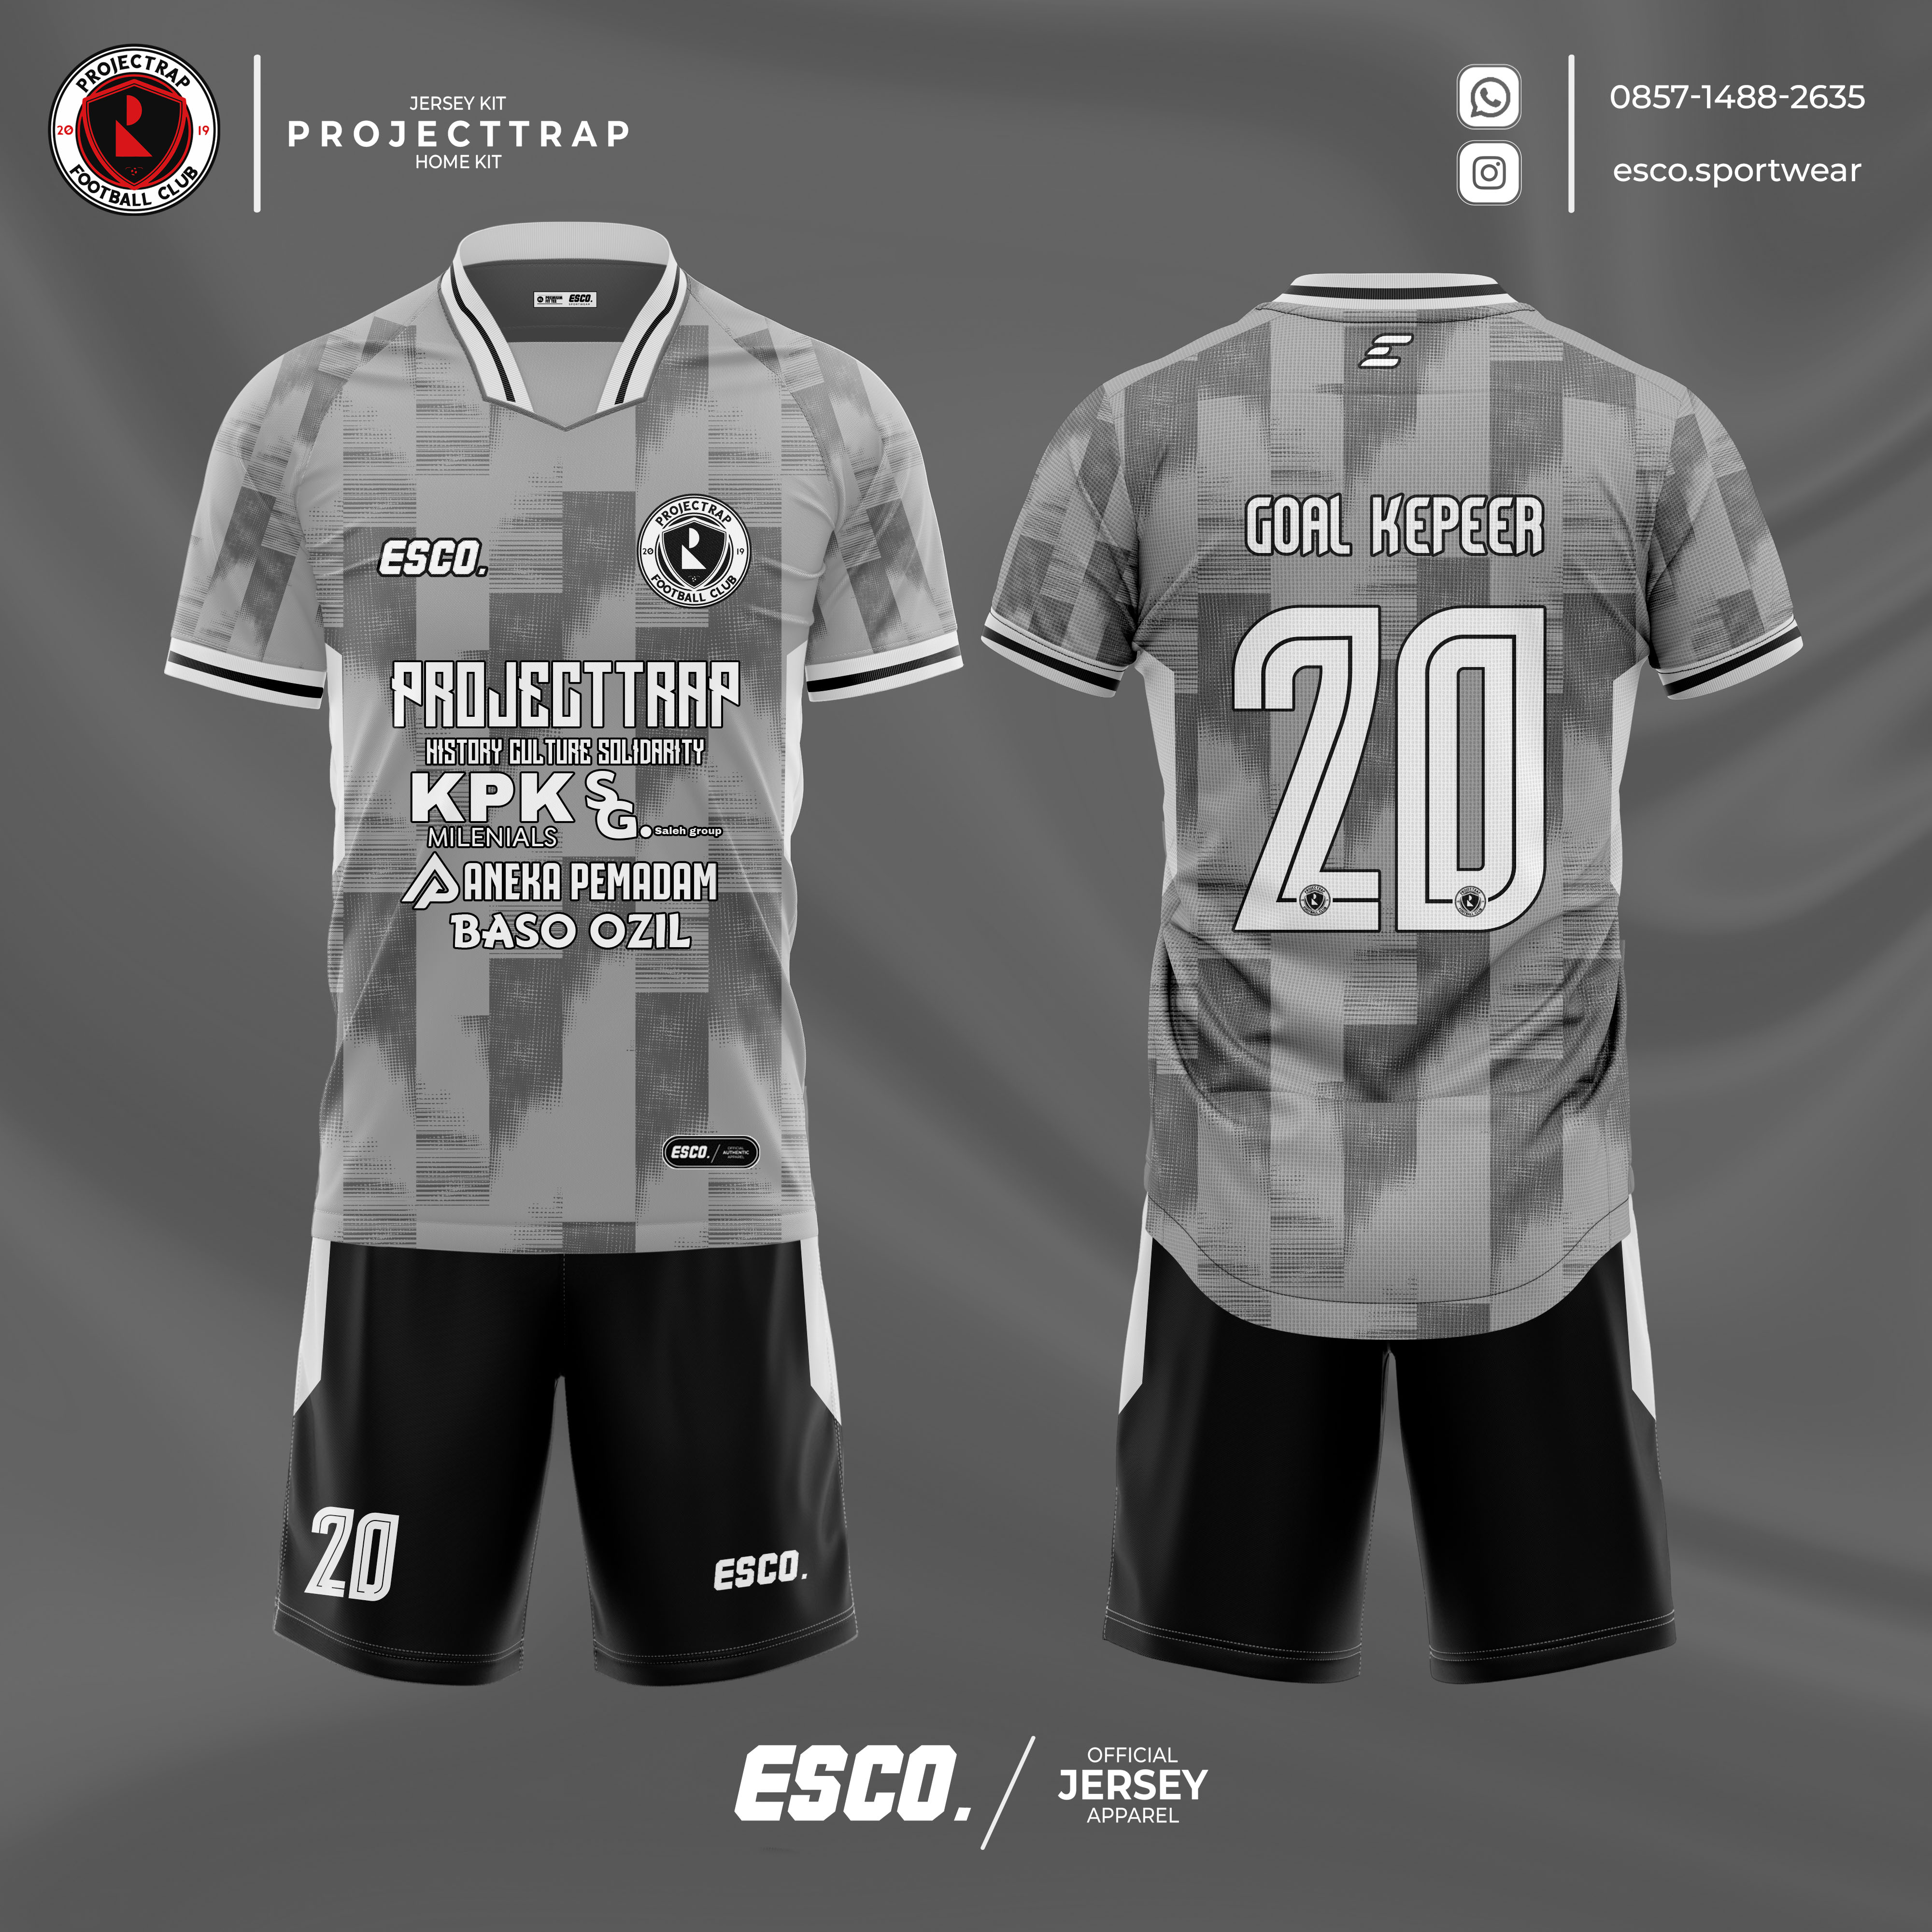 PROJECTRAP
20 19
FOOTBALL CLUB
JERSEY KIT
PROJECTTRAP
HOME KIT
0857-1488-2635
esco.sportwear
ESCO.
ESCO.
PROJECTRAP
20 19
FOOTBALL CLUB
PROJECTTRAP
HISTORY CULTURE SOLIDARITY
KPK SG. Saleh group
MILENIALS
ANEKA PEMADAM
BASO OZIL
ESCO. OFFICIAL
AUTHENTIC
APPAREL
20
ESCO.
GOAL KEPEER
20
ESCO.
OFFICIAL
JERSEY
APPAREL